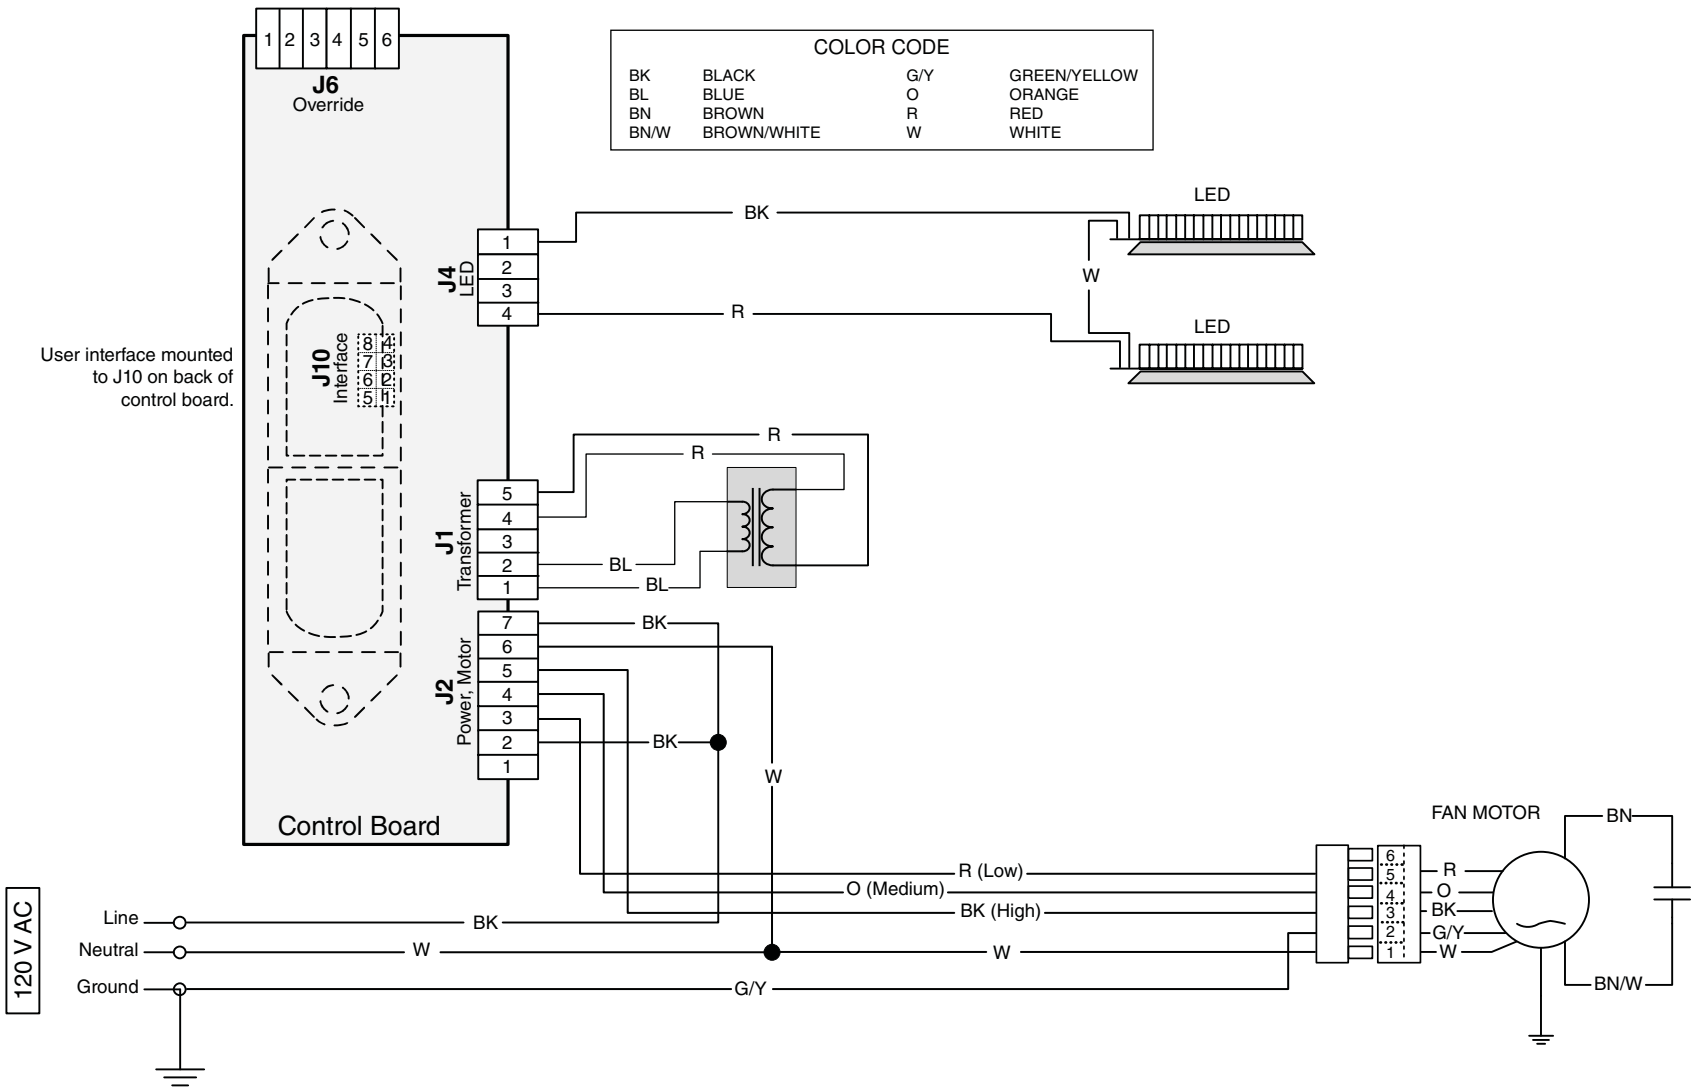 1 2 3 4 5 6
J6
Override
COLOR CODE
BK BLACK G/Y GREEN/YELLOW
BL BLUE O ORANGE
BN BROWN R RED
BN/W BROWN/WHITE W WHITE
LED
BK
W
LED
R
J4
LED
1
2
3
4
User interface mounted
to J10 on back of
control board.
J10
Interface
8 4
7 3
6 2
5 1
R
R
BL
BL
J1
Transformer
5
4
3
2
1
J2
Power, Motor
7
6
5
4
3
2
1
BK
BK
W
Control Board
FAN MOTOR
BN
R (Low)
O (Medium)
BK (High)
6
5
4
3
2
1
R
O
BK
G/Y
W
BN/W
120 V AC
Line
BK
Neutral
W
W
Ground
G/Y